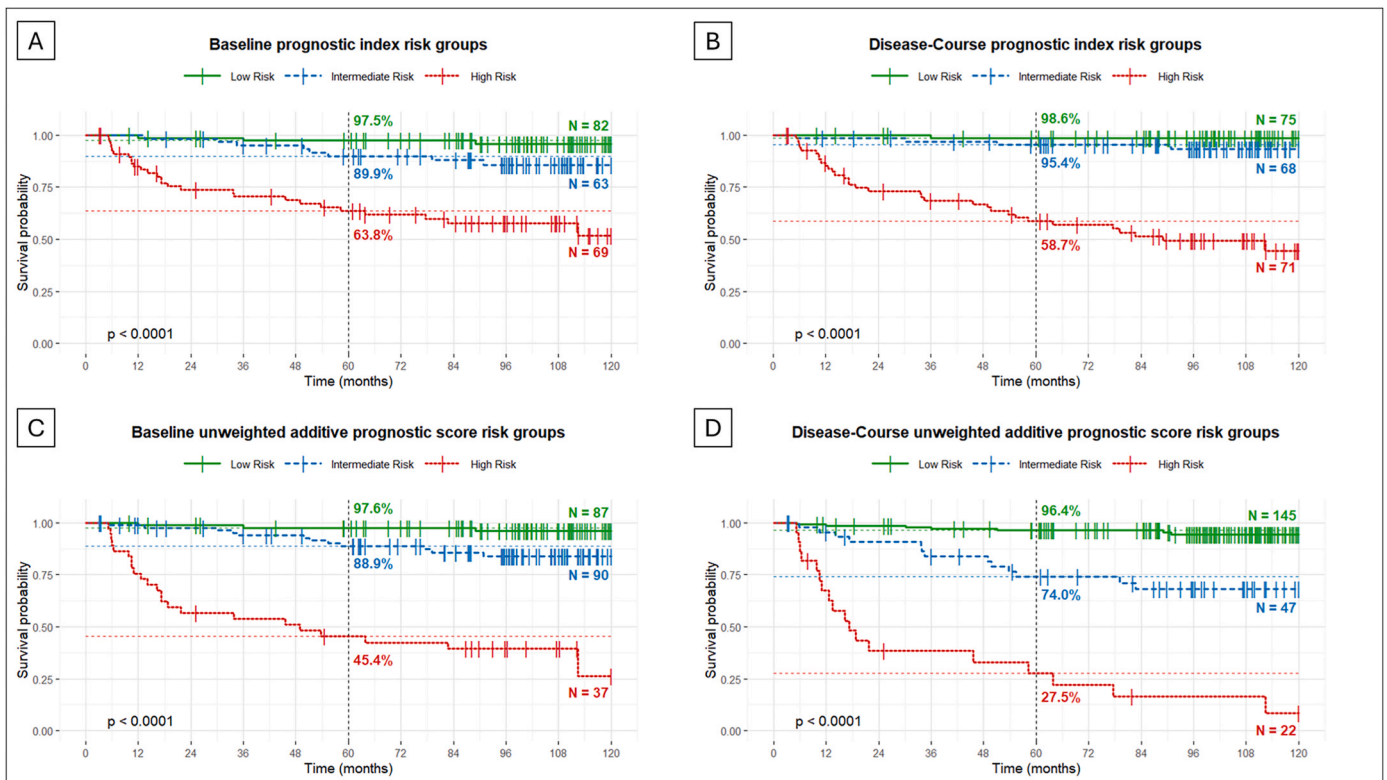 A
Baseline prognostic index risk groups
Low Risk Intermediate Risk High Risk
Survival probability
1.00
0.75
0.50
0.25
0.00
97.5%
89.9%
63.8%
N = 82
N = 63
N = 69
p < 0.0001
0 12 24 36 48 60 72 84 96 108 120
Time (months)
B
Disease-Course prognostic index risk groups
Low Risk Intermediate Risk High Risk
Survival probability
1.00
0.75
0.50
0.25
0.00
98.6%
95.4%
58.7%
N = 75
N = 68
N = 71
p < 0.0001
0 12 24 36 48 60 72 84 96 108 120
Time (months)
C
Baseline unweighted additive prognostic score risk groups
Low Risk Intermediate Risk High Risk
Survival probability
1.00
0.75
0.50
0.25
0.00
97.6%
88.9%
45.4%
N = 87
N = 90
N = 37
p < 0.0001
0 12 24 36 48 60 72 84 96 108 120
Time (months)
D
Disease-Course unweighted additive prognostic score risk groups
Low Risk Intermediate Risk High Risk
Survival probability
1.00
0.75
0.50
0.25
0.00
96.4%
74.0%
27.5%
N = 145
N = 47
N = 22
p < 0.0001
0 12 24 36 48 60 72 84 96 108 120
Time (months)